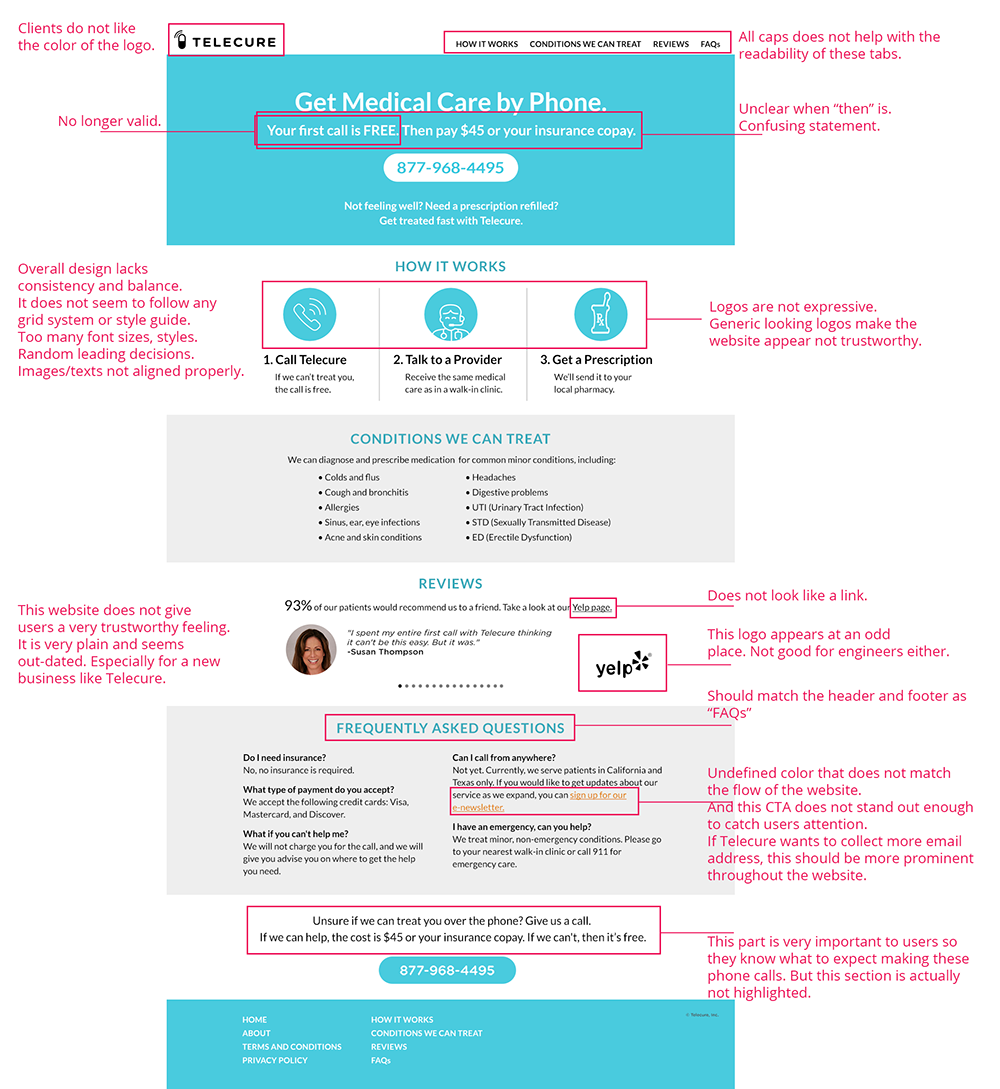 Clients do not like
the color of the logo.
TELECURE
HOW IT WORKS CONDITIONS WE CAN TREAT REVIEWS FAQs
All caps does not help with the
readability of these tabs.
Get Medical Care by Phone.
No longer valid.
Your first call is FREE. Then pay $45 or your insurance copay.
Unclear when “then” is.
Confusing statement.
877-968-4495
Not feeling well? Need a prescription refilled?
Get treated fast with Telecure.
Overall design lacks
consistency and balance.
It does not seem to follow any
grid system or style guide.
Too many font sizes, styles.
Random leading decisions.
Images/texts not aligned properly.
HOW IT WORKS
Rx
Logos are not expressive.
Generic looking logos make the
website appear not trustworthy.
1. Call Telecure
If we can’t treat you,
the call is free.
2. Talk to a Provider
Receive the same medical
care as in a walk-in clinic.
3. Get a Prescription
We’ll send it to your
local pharmacy.
CONDITIONS WE CAN TREAT
We can diagnose and prescribe medication for common minor conditions, including:
• Colds and flus
• Cough and bronchitis
• Allergies
• Sinus, ear, eye infections
• Acne and skin conditions
• Headaches
• Digestive problems
• UTI (Urinary Tract Infection)
• STD (Sexually Transmitted Disease)
• ED (Erectile Dysfunction)
REVIEWS
93% of our patients would recommend us to a friend. Take a look at our Yelp page.
Does not look like a link.
This website does not give
users a very trustworthy feeling.
It is very plain and seems
out-dated. Especially for a new
business like Telecure.
"I spent my entire first call with Telecure thinking
it can't be this easy. But it was."
-Susan Thompson
yelp
This logo appears at an odd
place. Not good for engineers either.
Should match the header and footer as
“FAQs”
FREQUENTLY ASKED QUESTIONS
Do I need insurance?
No, no insurance is required.
What type of payment do you accept?
We accept the following credit cards: Visa,
Mastercard, and Discover.
What if you can't help me?
We will not charge you for the call, and we will
give you advise you on where to get the help
you need.
Can I call from anywhere?
Not yet. Currently, we serve patients in California and
Texas only. If you would like to get updates about our
service as we expand, you can sign up for our
e-newsletter.
I have an emergency, can you help?
We treat minor, non-emergency conditions. Please go
to your nearest walk-in clinic or call 911 for
emergency care.
Undefined color that does not match
the flow of the website.
And this CTA does not stand out enough
to catch users attention.
If Telecure wants to collect more email
address, this should be more prominent
throughout the website.
Unsure if we can treat you over the phone? Give us a call.
If we can help, the cost is $45 or your insurance copay. If we can't, then it’s free.
877-968-4495
This part is very important to users so
they know what to expect making these
phone calls. But this section is actually
not highlighted.
HOME
ABOUT
TERMS AND CONDITIONS
PRIVACY POLICY
HOW IT WORKS
CONDITIONS WE CAN TREAT
REVIEWS
FAQs
© Telecure, Inc.